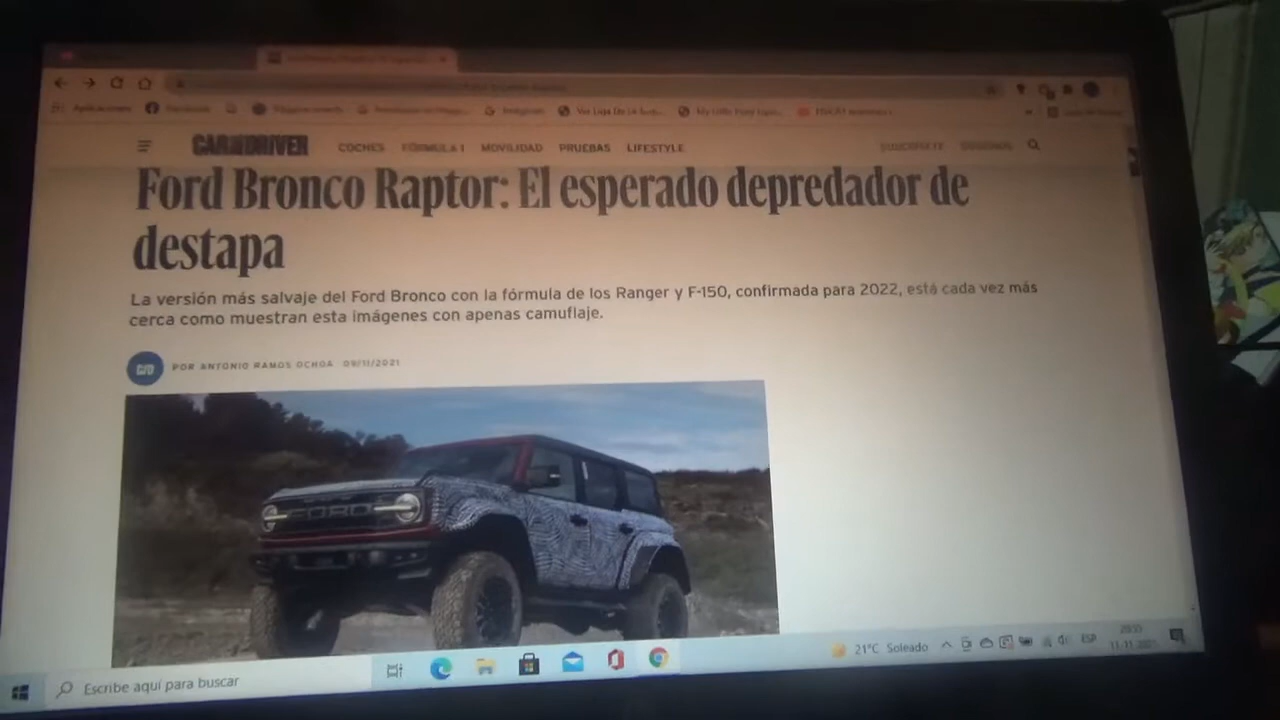 CAR AND DRIVER COCHES FÓRMULA 1 MOVILIDAD PRUEBAS LIFESTYLE
Ford Bronco Raptor: El esperado depredador de
destapa
La versión más salvaje del Ford Bronco con la fórmula de los Ranger y F-150, confirmada para 2022, está cada vez más
cerca como muestran esta imágenes con apenas camuflaje.
C/D POR ANTONIO RAMOS OCHOA 09/11/2021
FORD
21°C Soleado ESP
Escribe aquí para buscar